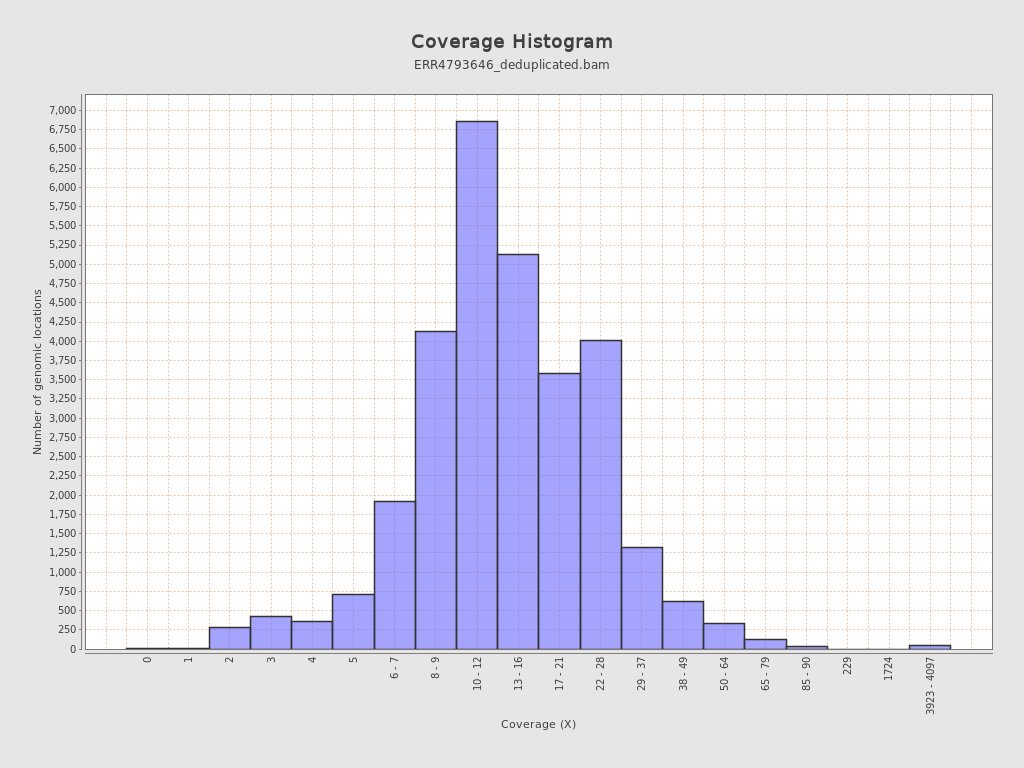 Coverage Histogram
ERR4793646_deduplicated.bam
Number of genomic locations
7,000
6,750
6,500
6,250
6,000
5,750
5,500
5,250
5,000
4,750
4,500
4,250
4,000
3,750
3,500
3,250
3,000
2,750
2,500
2,250
2,000
1,750
1,500
1,250
1,000
750
500
250
0
0
1
2
3
4
5
6 - 7
8 - 9
10 - 12
13 - 16
17 - 21
22 - 28
29 - 37
38 - 49
50 - 64
65 - 79
85 - 90
229
1724
3923 - 4097
Coverage (X)